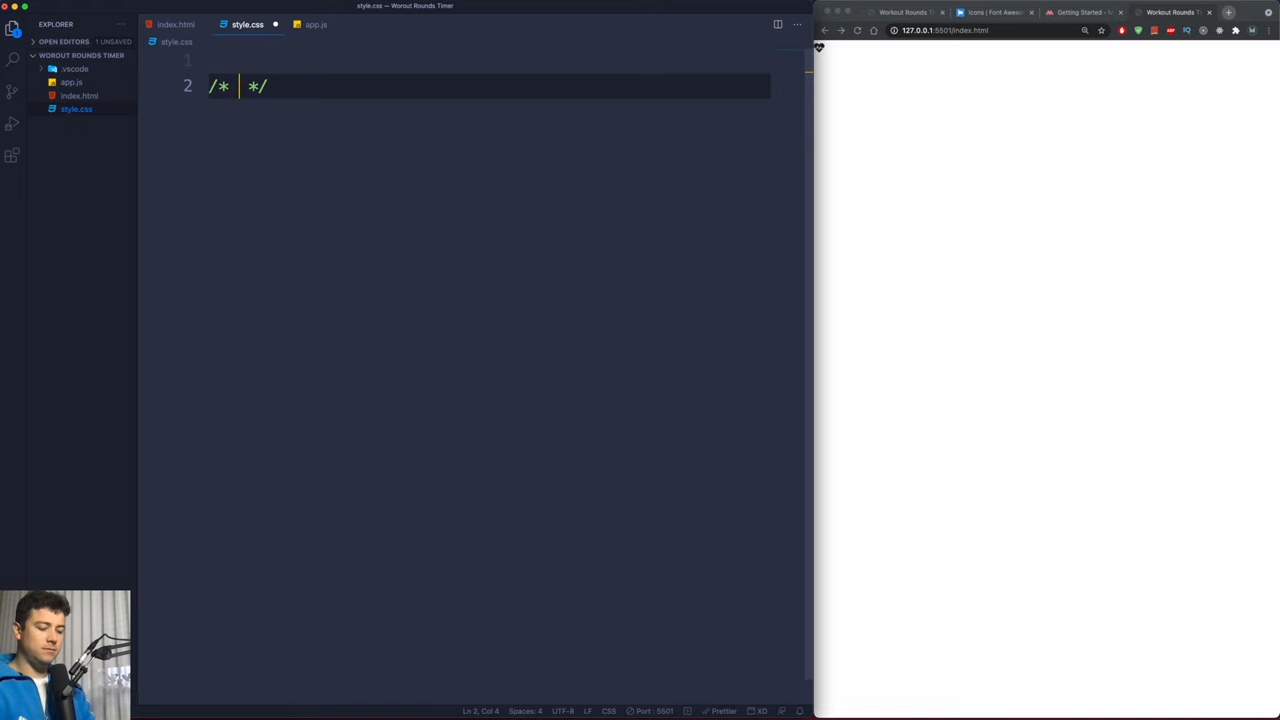 style.css — Worout Rounds Timer
EXPLORER
OPEN EDITORS 1 UNSAVED
WOROUT ROUNDS TIMER
.vscode
app.js
index.html
style.css
index.html
style.css
app.js
style.css
1
2 /* */
Ln 2, Col 4
Spaces: 4
UTF-8
LF
CSS
Port : 5501
Prettier
XD
Workout Rounds Ti
Icons | Font Awes
Getting Started -
Workout Rounds Ti
127.0.0.1:5501/index.html